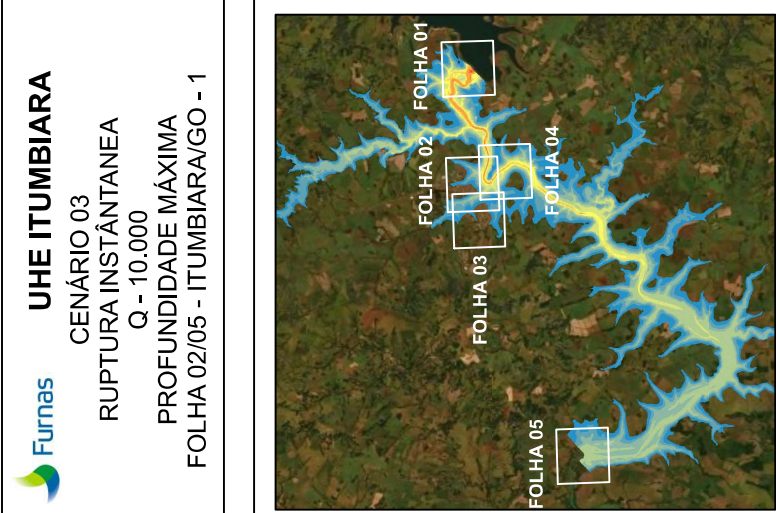 Furnas
UHE ITUMBIARA
CENÁRIO 03
RUPTURA INSTÂNTANEA
Q - 10.000
PROFUNDIDADE MÁXIMA
FOLHA 02/05 - ITUMBIARA/GO - 1
FOLHA 01
FOLHA 02
FOLHA 04
FOLHA 03
FOLHA 05